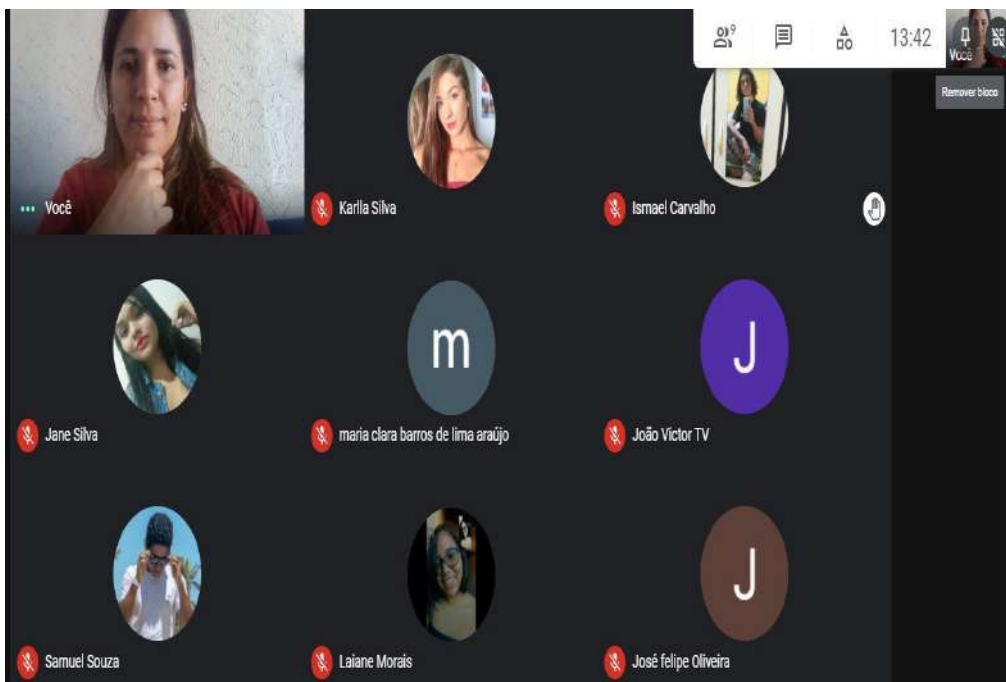 9
13:42
Você
Remover bloco
Você
Karlla Silva
Ismael Carvalho
Jane Silva
m
maria clara barros de lima araújo
J
João Victor TV
Samuel Souza
Laiane Morais
J
José felipe Oliveira